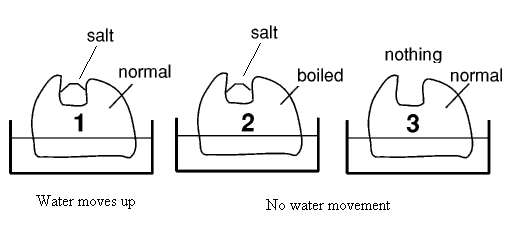 salt
normal
1
Water moves up
salt
boiled
2
nothing
normal
3
No water movement